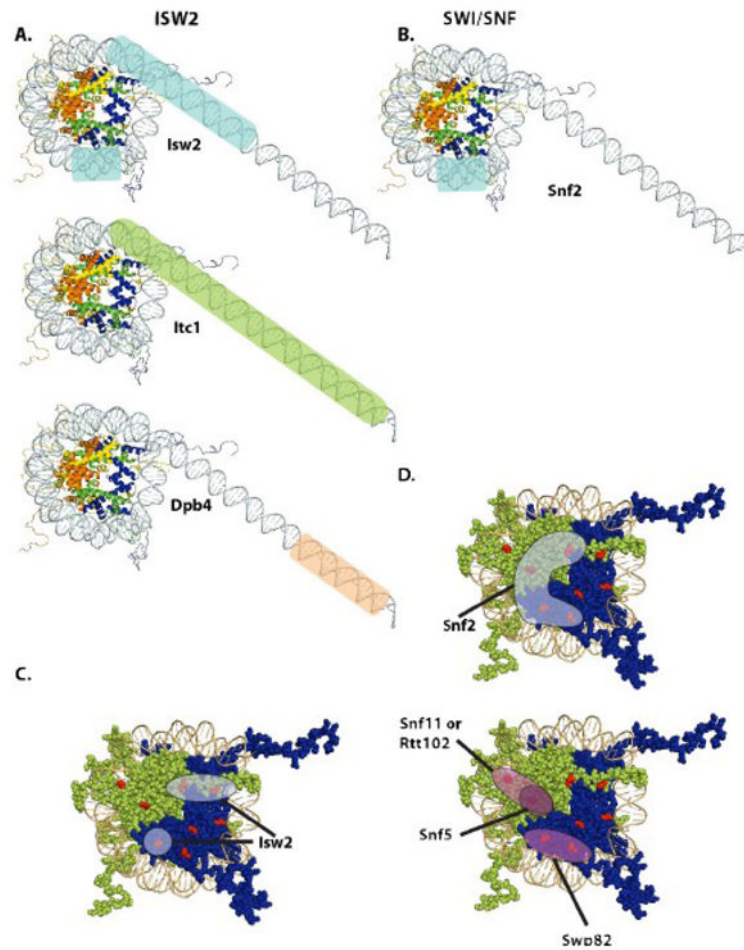 ISW2
SWI/SNF
A.
B.
Isw2
Snf2
Itc1
Dpb4
D.
Snf2
C.
Snf11 or
Rtt102
Isw2
Snf5
Swp82